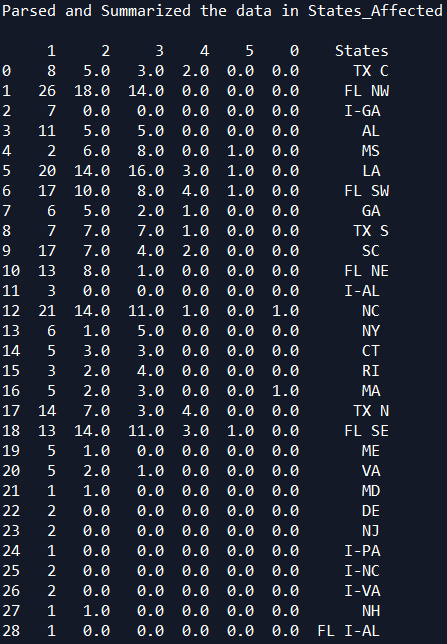 Parsed and Summarized the data in States_Affected
1 2 3 4 5 0 States
0 8 5.0 3.0 2.0 0.0 0.0 TX C
1 26 18.0 14.0 0.0 0.0 0.0 FL NW
2 7 0.0 0.0 0.0 0.0 0.0 I-GA
3 11 5.0 5.0 0.0 0.0 0.0 AL
4 2 6.0 8.0 0.0 1.0 0.0 MS
5 20 14.0 16.0 3.0 1.0 0.0 LA
6 17 10.0 8.0 4.0 1.0 0.0 FL SW
7 6 5.0 2.0 1.0 0.0 0.0 GA
8 7 7.0 7.0 1.0 0.0 0.0 TX S
9 17 7.0 4.0 2.0 0.0 0.0 SC
10 13 8.0 1.0 0.0 0.0 0.0 FL NE
11 3 0.0 0.0 0.0 0.0 0.0 I-AL
12 21 14.0 11.0 1.0 0.0 1.0 NC
13 6 1.0 5.0 0.0 0.0 0.0 NY
14 5 3.0 3.0 0.0 0.0 0.0 CT
15 3 2.0 4.0 0.0 0.0 0.0 RI
16 5 2.0 3.0 0.0 0.0 1.0 MA
17 14 7.0 3.0 4.0 0.0 0.0 TX N
18 13 14.0 11.0 3.0 1.0 0.0 FL SE
19 5 1.0 0.0 0.0 0.0 0.0 ME
20 5 2.0 1.0 0.0 0.0 0.0 VA
21 1 1.0 0.0 0.0 0.0 0.0 MD
22 2 0.0 0.0 0.0 0.0 0.0 DE
23 2 0.0 0.0 0.0 0.0 0.0 NJ
24 1 0.0 0.0 0.0 0.0 0.0 I-PA
25 2 0.0 0.0 0.0 0.0 0.0 I-NC
26 2 0.0 0.0 0.0 0.0 0.0 I-VA
27 1 1.0 0.0 0.0 0.0 0.0 NH
28 1 0.0 0.0 0.0 0.0 0.0 FL I-AL